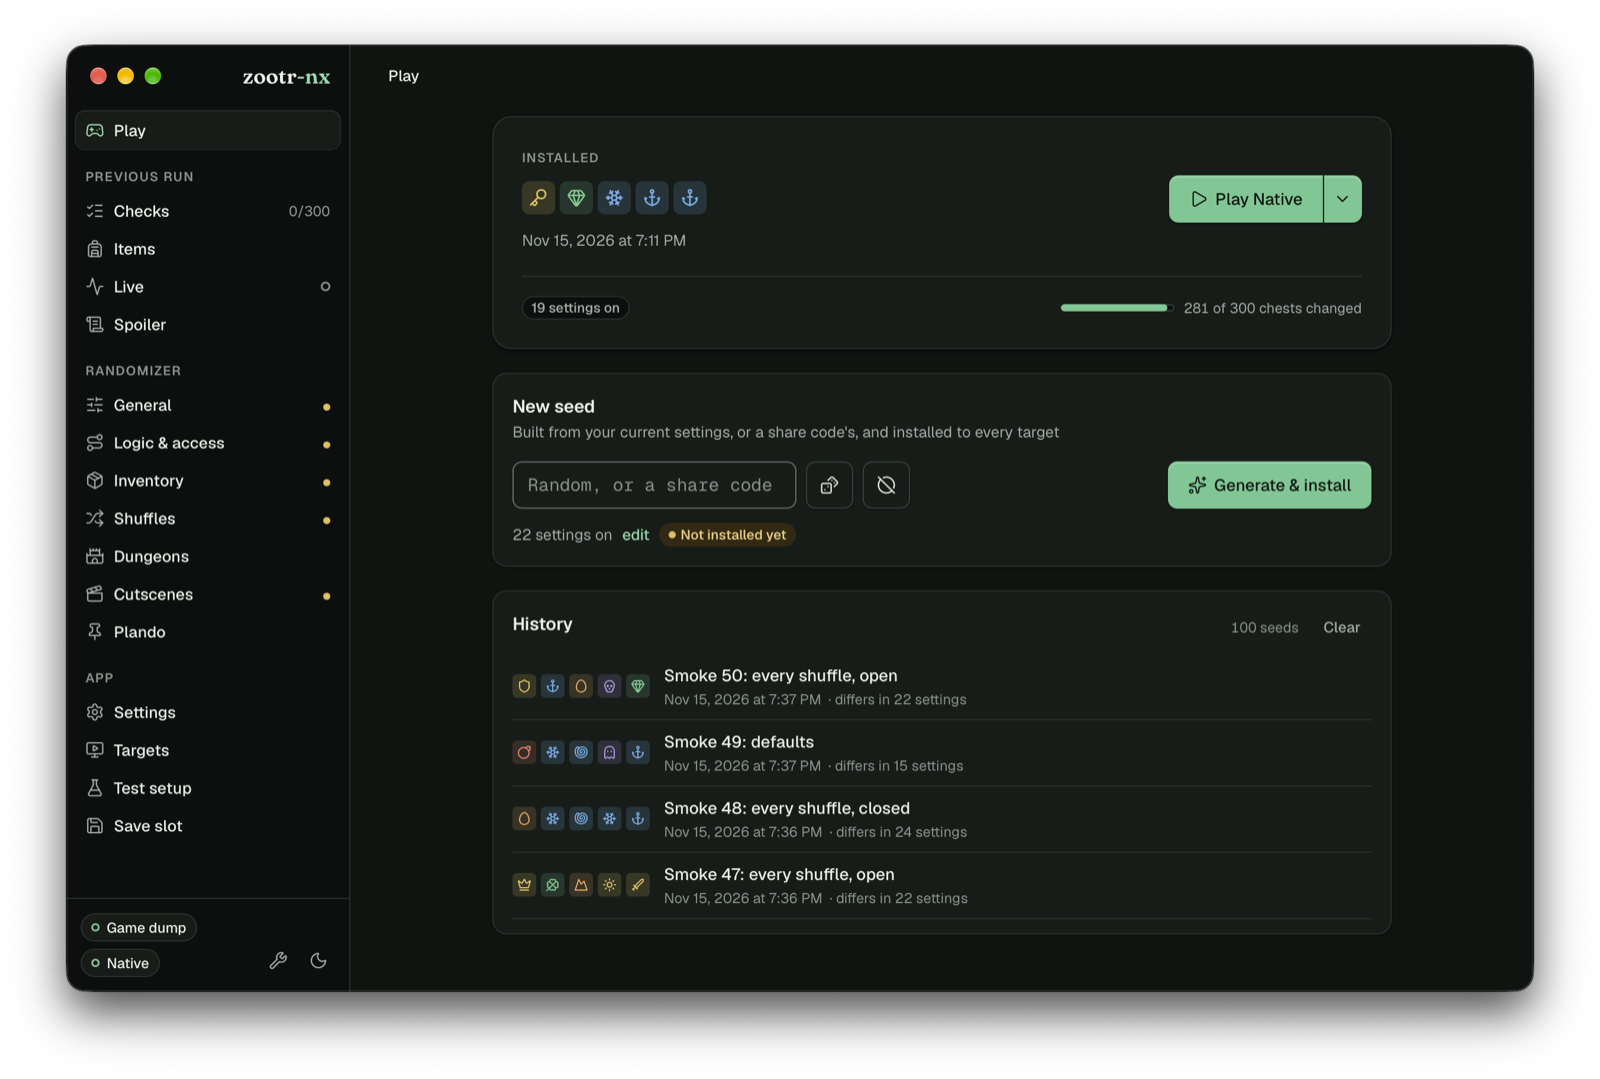 zootr-nx
Play
PREVIOUS RUN
Checks 0/300
Items
Live
Spoiler
RANDOMIZER
General
Logic & access
Inventory
Shuffles
Dungeons
Cutscenes
Plando
APP
Settings
Targets
Test setup
Save slot
Game dump
Native
Play
INSTALLED
Play Native
Nov 15, 2026 at 7:11 PM
19 settings on
281 of 300 chests changed
New seed
Built from your current settings, or a share code's, and installed to every target
Random, or a share code
Generate & install
22 settings on edit Not installed yet
History
100 seeds Clear
Smoke 50: every shuffle, open
Nov 15, 2026 at 7:37 PM · differs in 22 settings
Smoke 49: defaults
Nov 15, 2026 at 7:37 PM · differs in 15 settings
Smoke 48: every shuffle, closed
Nov 15, 2026 at 7:36 PM · differs in 24 settings
Smoke 47: every shuffle, open
Nov 15, 2026 at 7:36 PM · differs in 22 settings